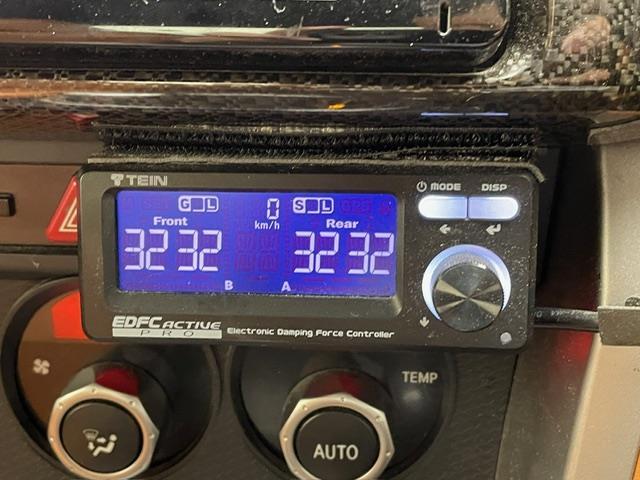 TEIN
MODE DISP
G L 0 S L
Front km/h Rear
32 32 32 32
B A
EDFC ACTIVE
PRO
Electronic Damping Force Controller
TEMP
AUTO